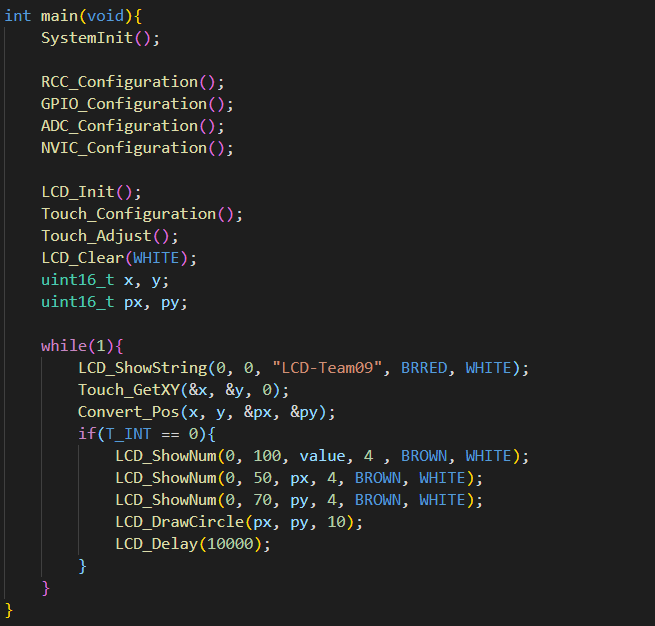 int main(void){
    SystemInit();

    RCC_Configuration();
    GPIO_Configuration();
    ADC_Configuration();
    NVIC_Configuration();

    LCD_Init();
    Touch_Configuration();
    Touch_Adjust();
    LCD_Clear(WHITE);
    uint16_t x, y;
    uint16_t px, py;

    while(1){
        LCD_ShowString(0, 0, "LCD-Team09", BRRED, WHITE);
        Touch_GetXY(&x, &y, 0);
        Convert_Pos(x, y, &px, &py);
        if(T_INT == 0){
            LCD_ShowNum(0, 100, value, 4 , BROWN, WHITE);
            LCD_ShowNum(0, 50, px, 4, BROWN, WHITE);
            LCD_ShowNum(0, 70, py, 4, BROWN, WHITE);
            LCD_DrawCircle(px, py, 10);
            LCD_Delay(10000);
        }
    }
}